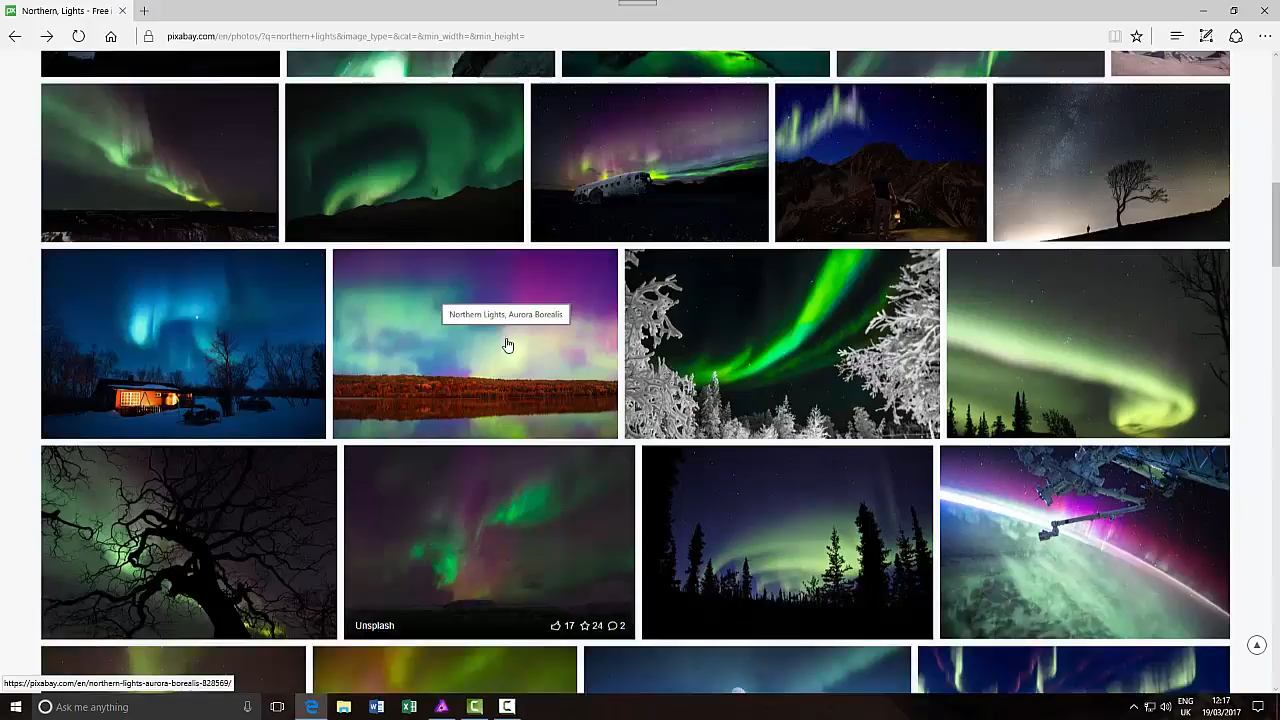 Northern, Lights - Free
pixabay.com/en/photos/?q=northern+lights&image_type=&cat=&min_width=&min_height=
Northern Lights, Aurora Borealis
Unsplash 17 24 2
https://pixabay.com/en/northern-lights-aurora-borealis-828569/
Ask me anything
ENG 12:17
UK 19/03/2017